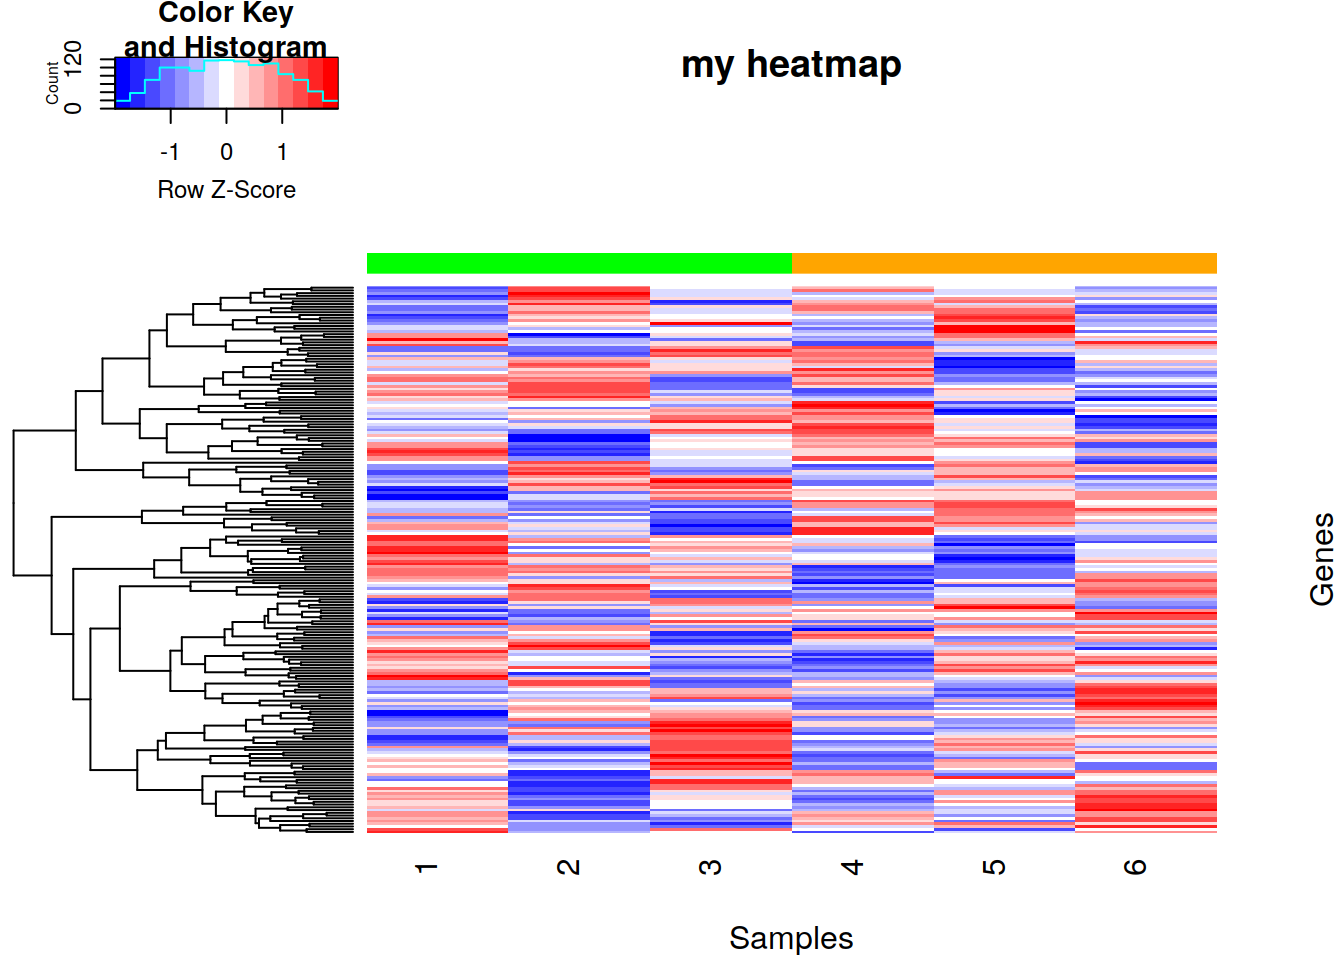 Color Key
and Histogram
Count
0 120
-1 0 1
Row Z-Score
my heatmap
Genes
1 2 3 4 5 6
Samples